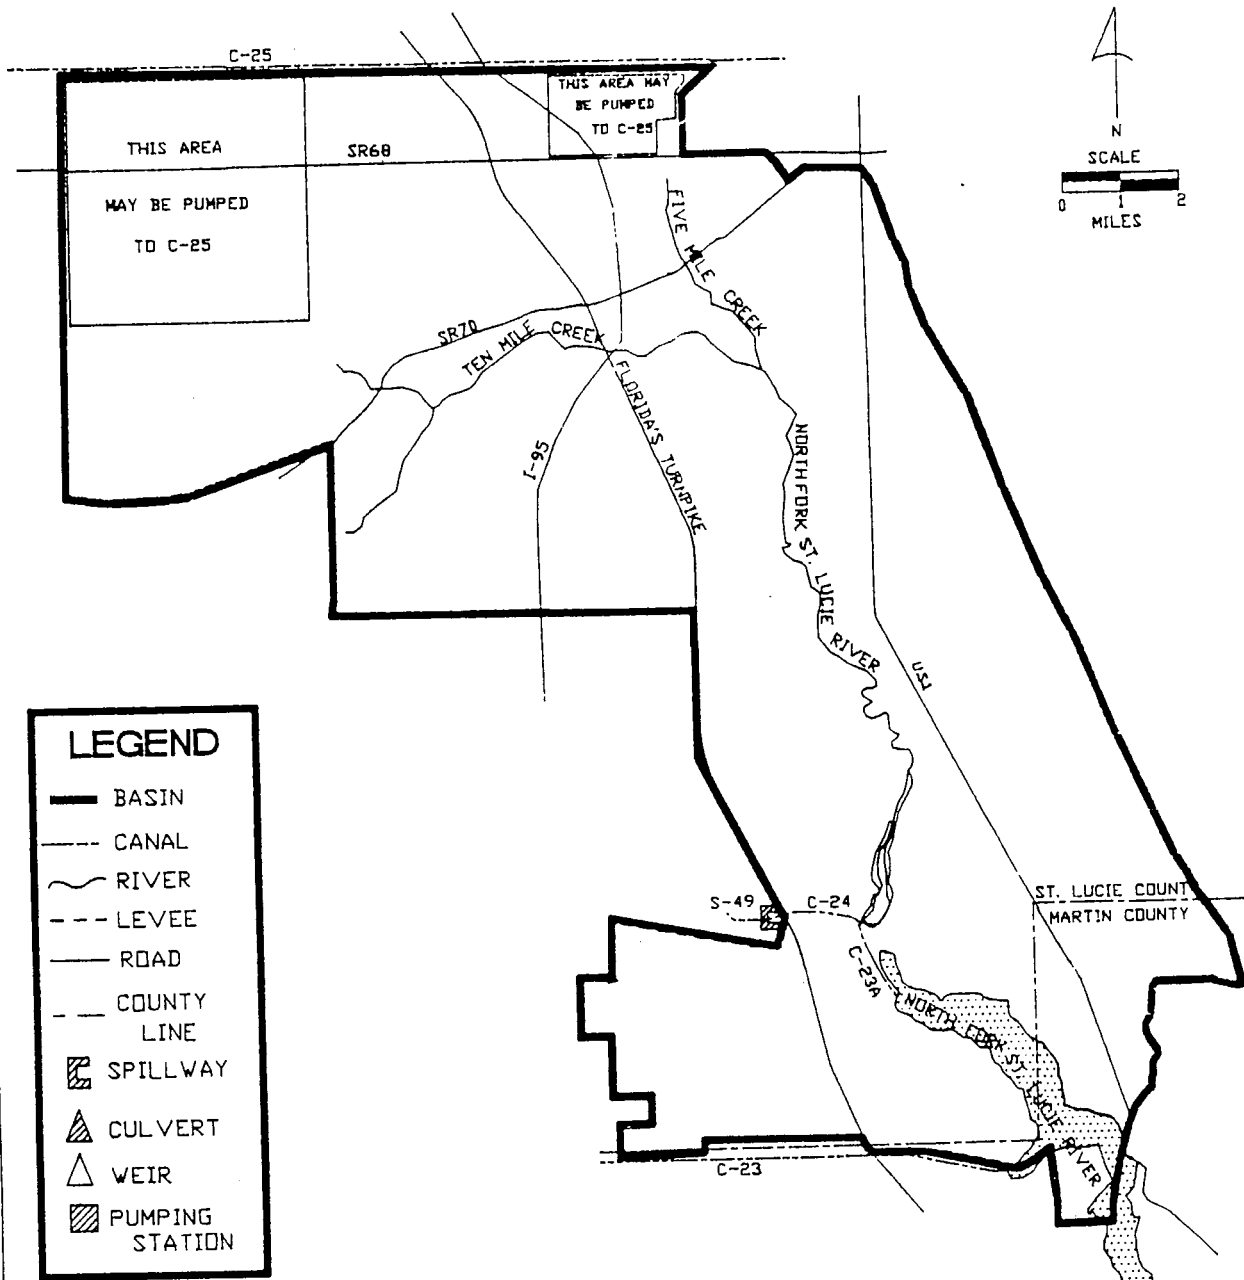 C-25
THIS AREA MAY
BE PUMPED
TO C-25
THIS AREA
MAY BE PUMPED
TO C-25
SR68
N
SCALE
0 1 2
MILES
FIVE MILE CREEK
SR70
TEN MILE CREEK
FLORIDA'S TURNPIKE
I-95
NORTH FORK ST. LUCIE RIVER
US1
LEGEND
BASIN
CANAL
RIVER
LEVEE
ROAD
COUNTY
LINE
SPILLWAY
CULVERT
WEIR
PUMPING
STATION
S-49
C-24
ST. LUCIE COUNT
MARTIN COUNTY
C-23A
NORTH FORK ST. LUCIE RIVER
C-23